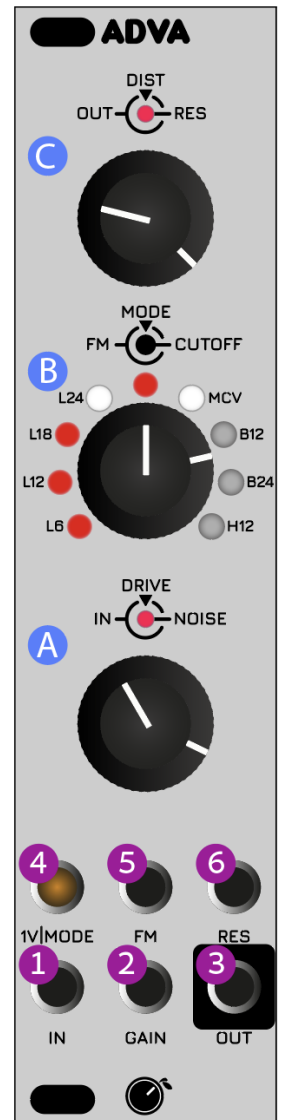 ADVA
DIST
OUT RES
C
MODE
FM CUTOFF
B
L24 MCV
L18 B12
L12 B24
L6 H12
DRIVE
IN NOISE
A
4 5 6
1V|MODE FM RES
1 2 3
IN GAIN OUT